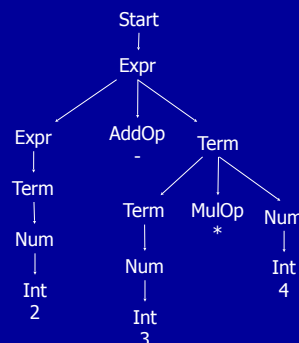 Start
Expr
Expr AddOp Term
-
Term
Term MulOp Num
*
Num
Num Int
Int 4
2
Int
3